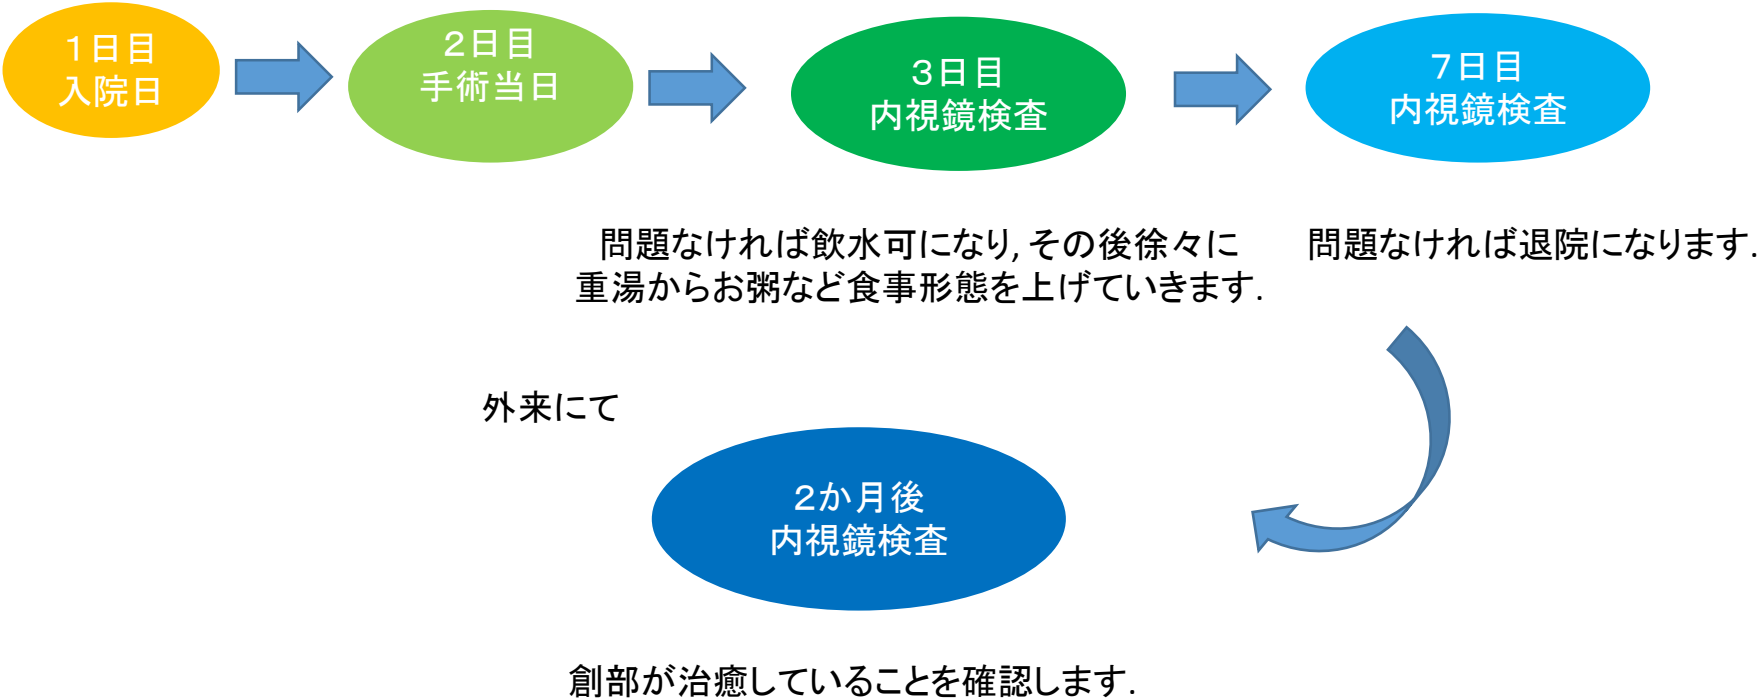 １日目
入院日
２日目
手術当日
３日目
内視鏡検査
７日目
内視鏡検査
問題なければ飲水可になり, その後徐々に
重湯からお粥など食事形態を上げていきます.
問題なければ退院になります.
外来にて
２か月後
内視鏡検査
創部が治癒していることを確認します.